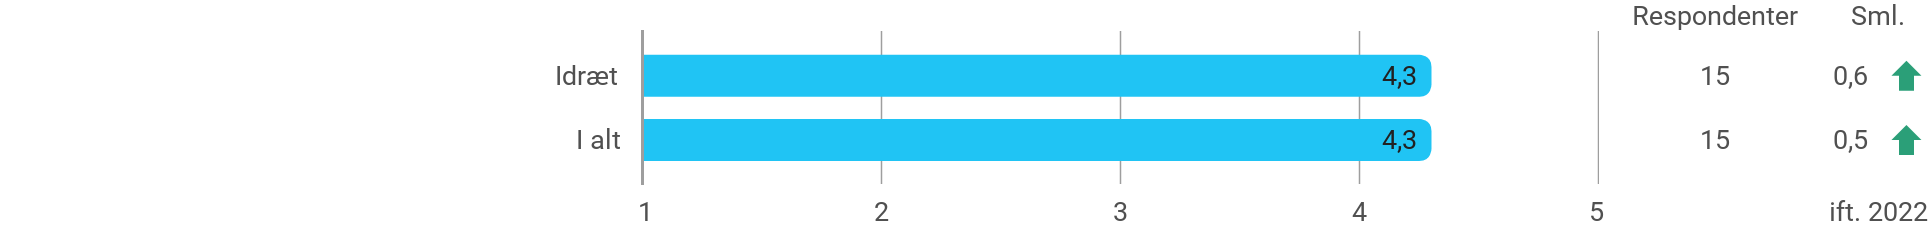 Respondenter Sml.
Idræt 4,3 15 0,6
I alt 4,3 15 0,5
1 2 3 4 5 ift. 2022